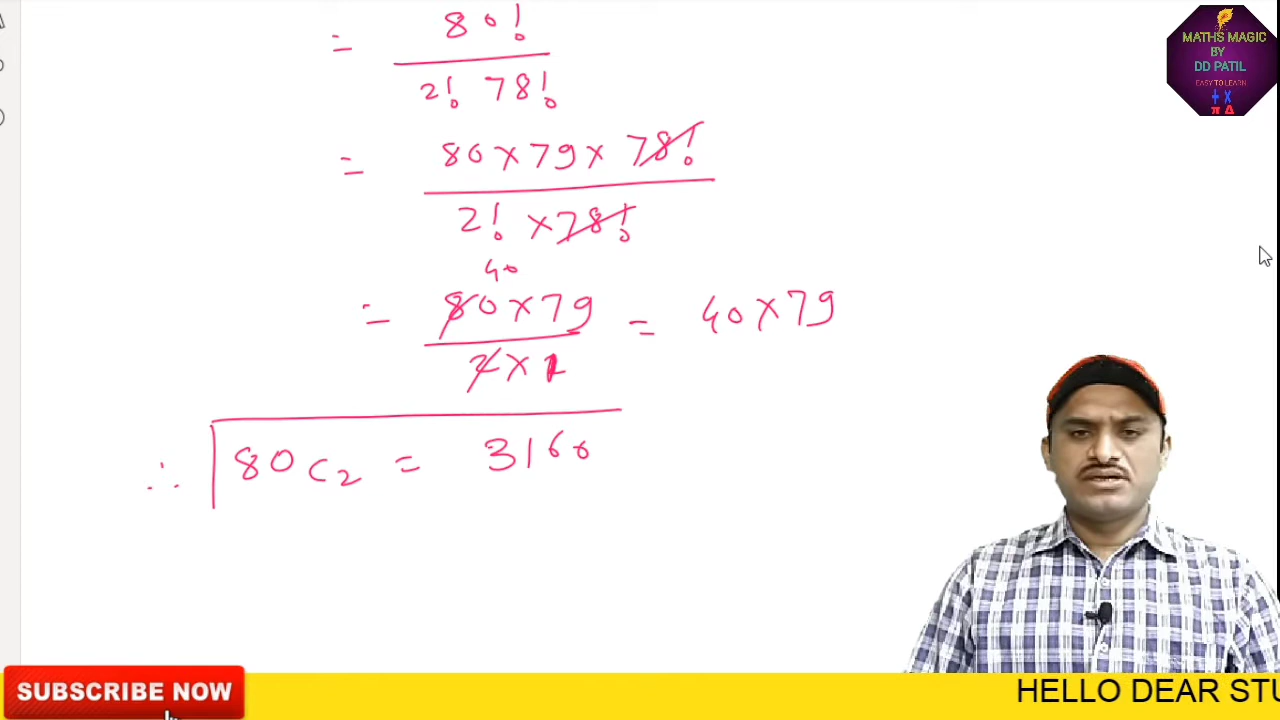 = 80!
2! 78!
= 80 × 79 × 78!
2! × 78!
40
= 80 × 79 = 40 × 79
2 × 1
∴ 80C2 = 3160
MATHS MAGIC
BY
DD PATIL
EASY TO LEARN
+ X
π Δ
SUBSCRIBE NOW
HELLO DEAR STU